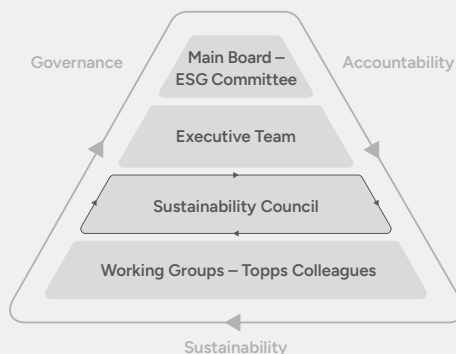 Governance
Accountability
Main Board –
ESG Committee
Executive Team
Sustainability Council
Working Groups – Topps Colleagues
Sustainability